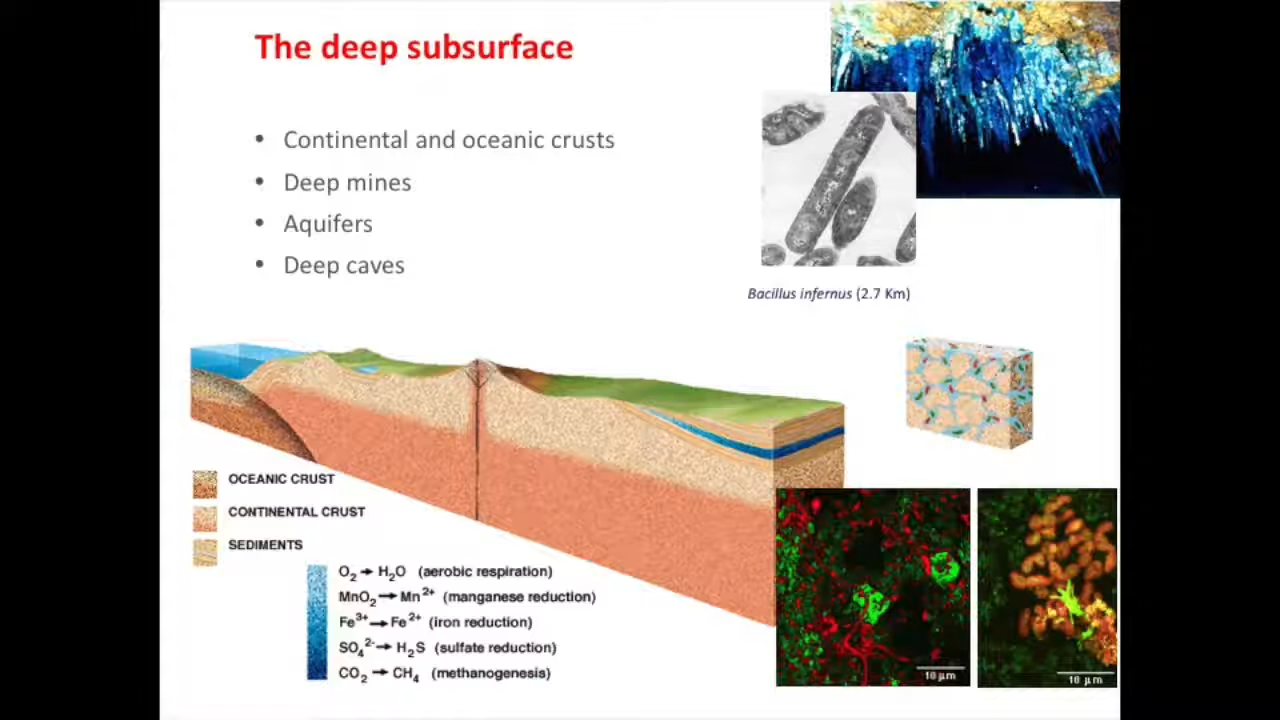 The deep subsurface
• Continental and oceanic crusts
• Deep mines
• Aquifers
• Deep caves
Bacillus infernus (2.7 Km)
OCEANIC CRUST
CONTINENTAL CRUST
SEDIMENTS
O₂ → H₂O (aerobic respiration)
MnO₂ → Mn²⁺ (manganese reduction)
Fe³⁺ → Fe²⁺ (iron reduction)
SO₄²⁻ → H₂S (sulfate reduction)
CO₂ → CH₄ (methanogenesis)
10 µm
10 µm